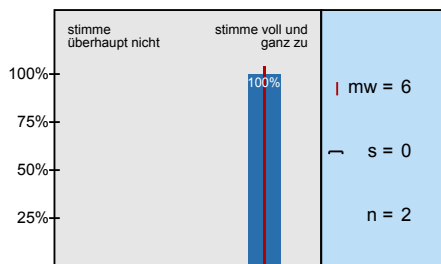 stimme
überhaupt nicht
stimme voll und
ganz zu
100%
75%
50%
25%
100%
mw = 6
s = 0
n = 2